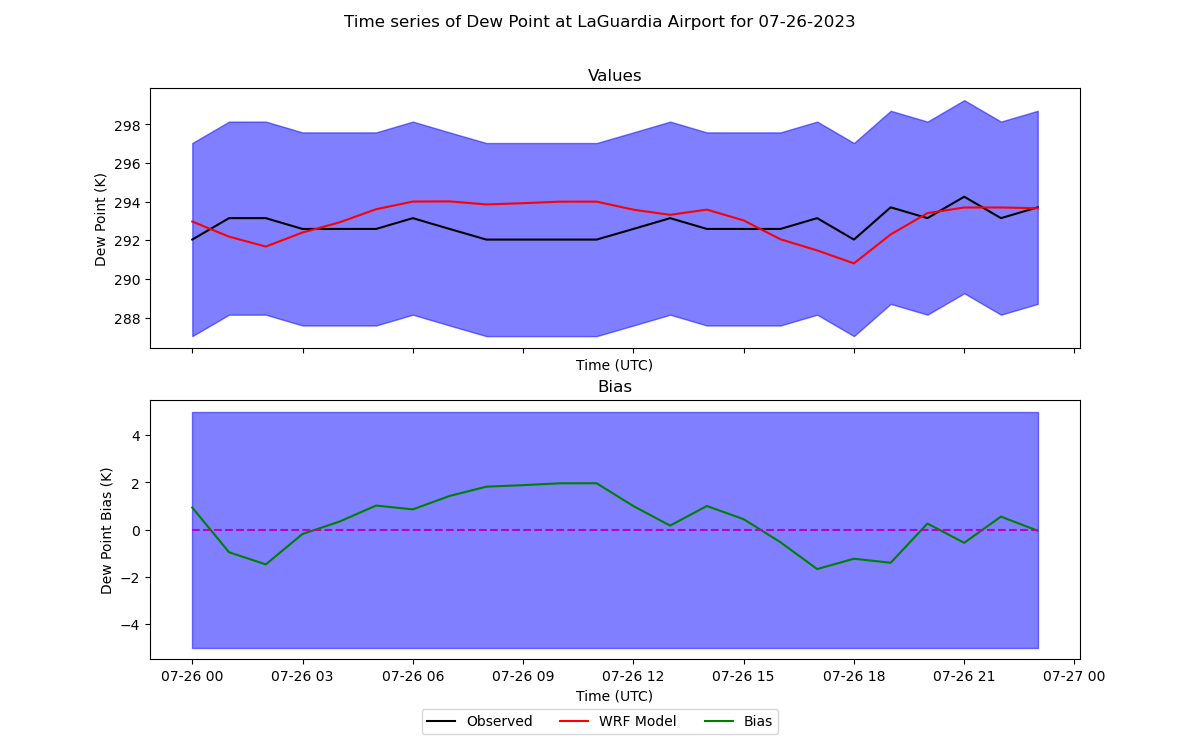 Time series of Dew Point at LaGuardia Airport for 07-26-2023
Values
Dew Point (K)
298
296
294
292
290
288
Time (UTC)
Bias
Dew Point Bias (K)
4
2
0
−2
−4
07-26 00 07-26 03 07-26 06 07-26 09 07-26 12 07-26 15 07-26 18 07-26 21 07-27 00
Time (UTC)
Observed WRF Model Bias